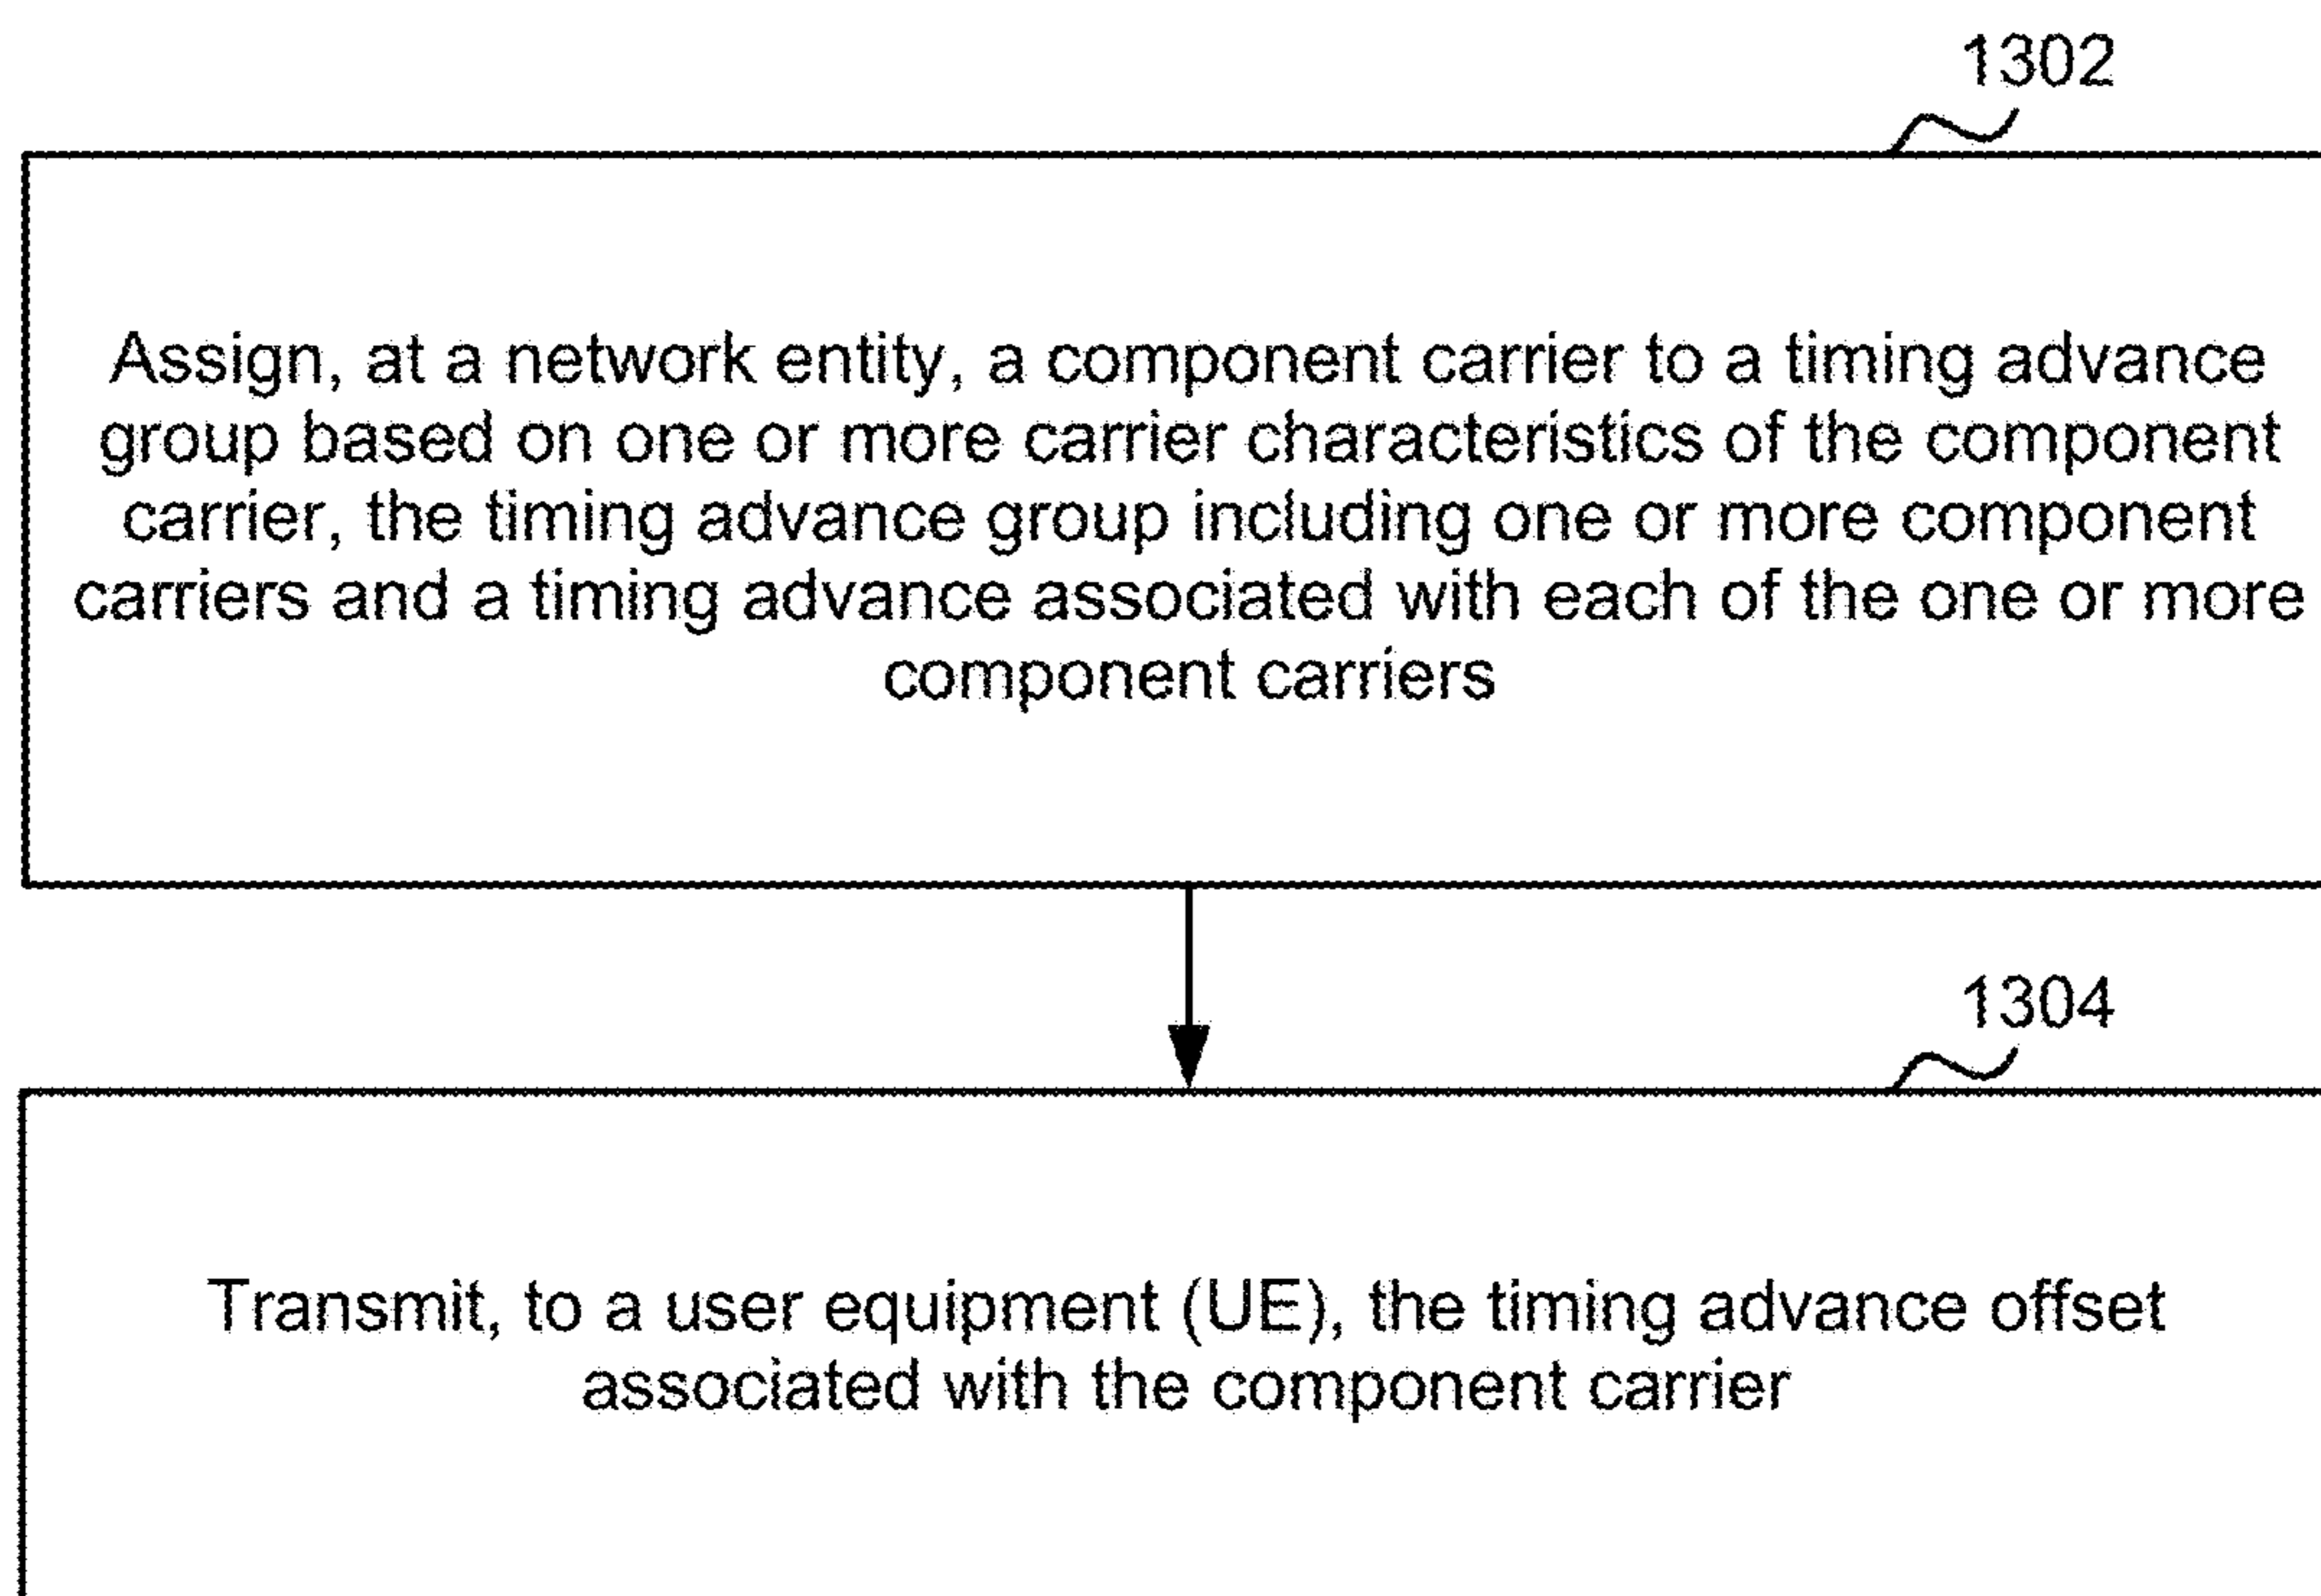 1302
Assign, at a network entity, a component carrier to a timing advance
group based on one or more carrier characteristics of the component
carrier, the timing advance group including one or more component
carriers and a timing advance associated with each of the one or more
component carriers
1304
Transmit, to a user equipment (UE), the timing advance offset
associated with the component carrier